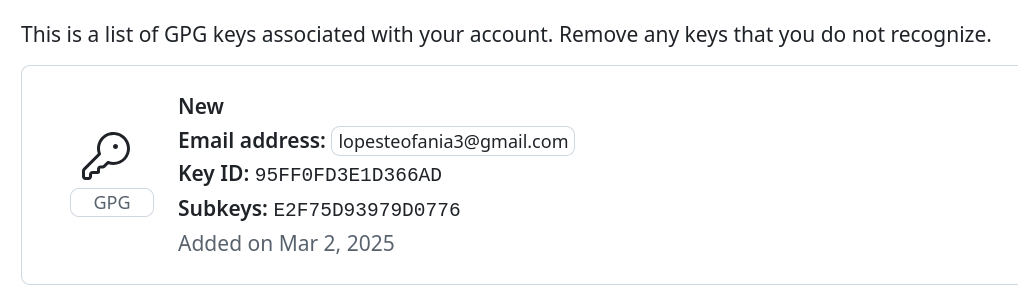 This is a list of GPG keys associated with your account. Remove any keys that you do not recognize.
New
Email address: lopesteofania3@gmail.com
Key ID: 95FF0FD3E1D366AD
GPG
Subkeys: E2F75D93979D0776
Added on Mar 2, 2025